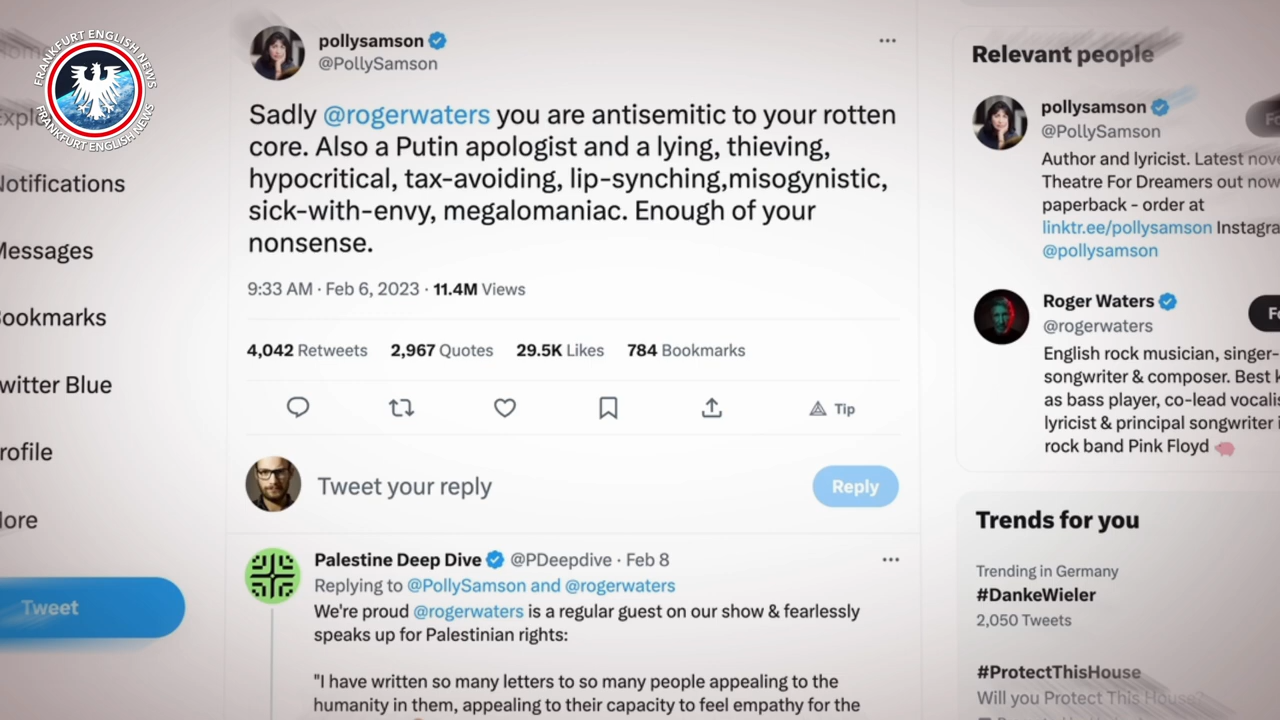 FRANKFURT ENGLISH NEWS
FRANKFURT ENGLISH NEWS
Notifications
Messages
Bookmarks
Twitter Blue
Profile
More
Tweet
pollysamson
@PollySamson
Sadly @rogerwaters you are antisemitic to your rotten
core. Also a Putin apologist and a lying, thieving,
hypocritical, tax-avoiding, lip-synching,misogynistic,
sick-with-envy, megalomaniac. Enough of your
nonsense.
9:33 AM · Feb 6, 2023 · 11.4M Views
4,042 Retweets 2,967 Quotes 29.5K Likes 784 Bookmarks
Tip
Tweet your reply
Reply
Palestine Deep Dive @PDeepdive · Feb 8
Replying to @PollySamson and @rogerwaters
We're proud @rogerwaters is a regular guest on our show & fearlessly
speaks up for Palestinian rights:
"I have written so many letters to so many people appealing to the
humanity in them, appealing to their capacity to feel empathy for the
Relevant people
pollysamson
@PollySamson
Author and lyricist. Latest nove
Theatre For Dreamers out now
paperback - order at
linktr.ee/pollysamson Instagra
@pollysamson
Roger Waters
@rogerwaters
Fo
English rock musician, singer-
songwriter & composer. Best k
as bass player, co-lead vocalis
lyricist & principal songwriter i
rock band Pink Floyd
Trends for you
Trending in Germany
#DankeWieler
2,050 Tweets
#ProtectThisHouse
Will you Protect This House?